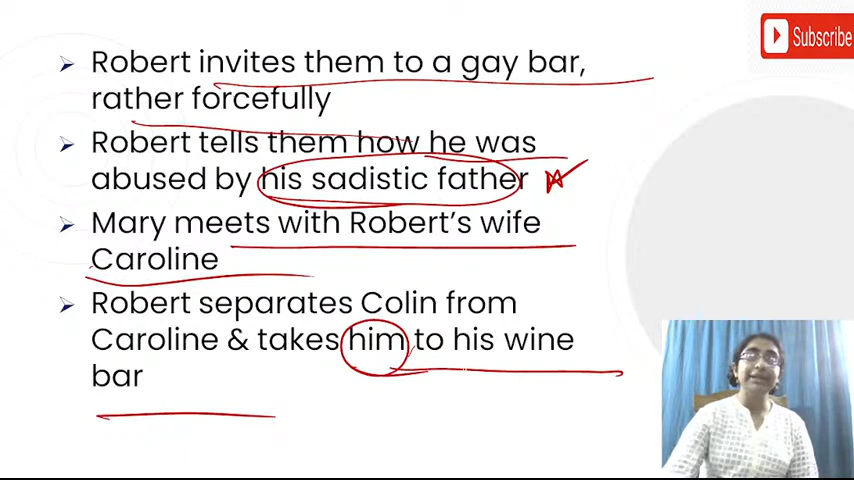 Subscribe
Robert invites them to a gay bar,
rather forcefully
Robert tells them how he was
abused by his sadistic father
Mary meets with Robert's wife
Caroline
Robert separates Colin from
Caroline & takes him to his wine
bar